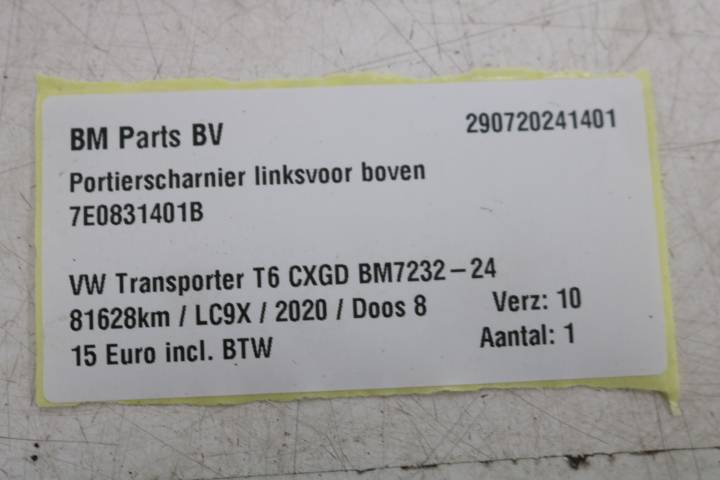 BM Parts BV 290720241401
Portierscharnier linksvoor boven
7E0831401B
VW Transporter T6 CXGD BM7232-24
81628km / LC9X / 2020 / Doos 8 Verz: 10
15 Euro incl. BTW Aantal: 1